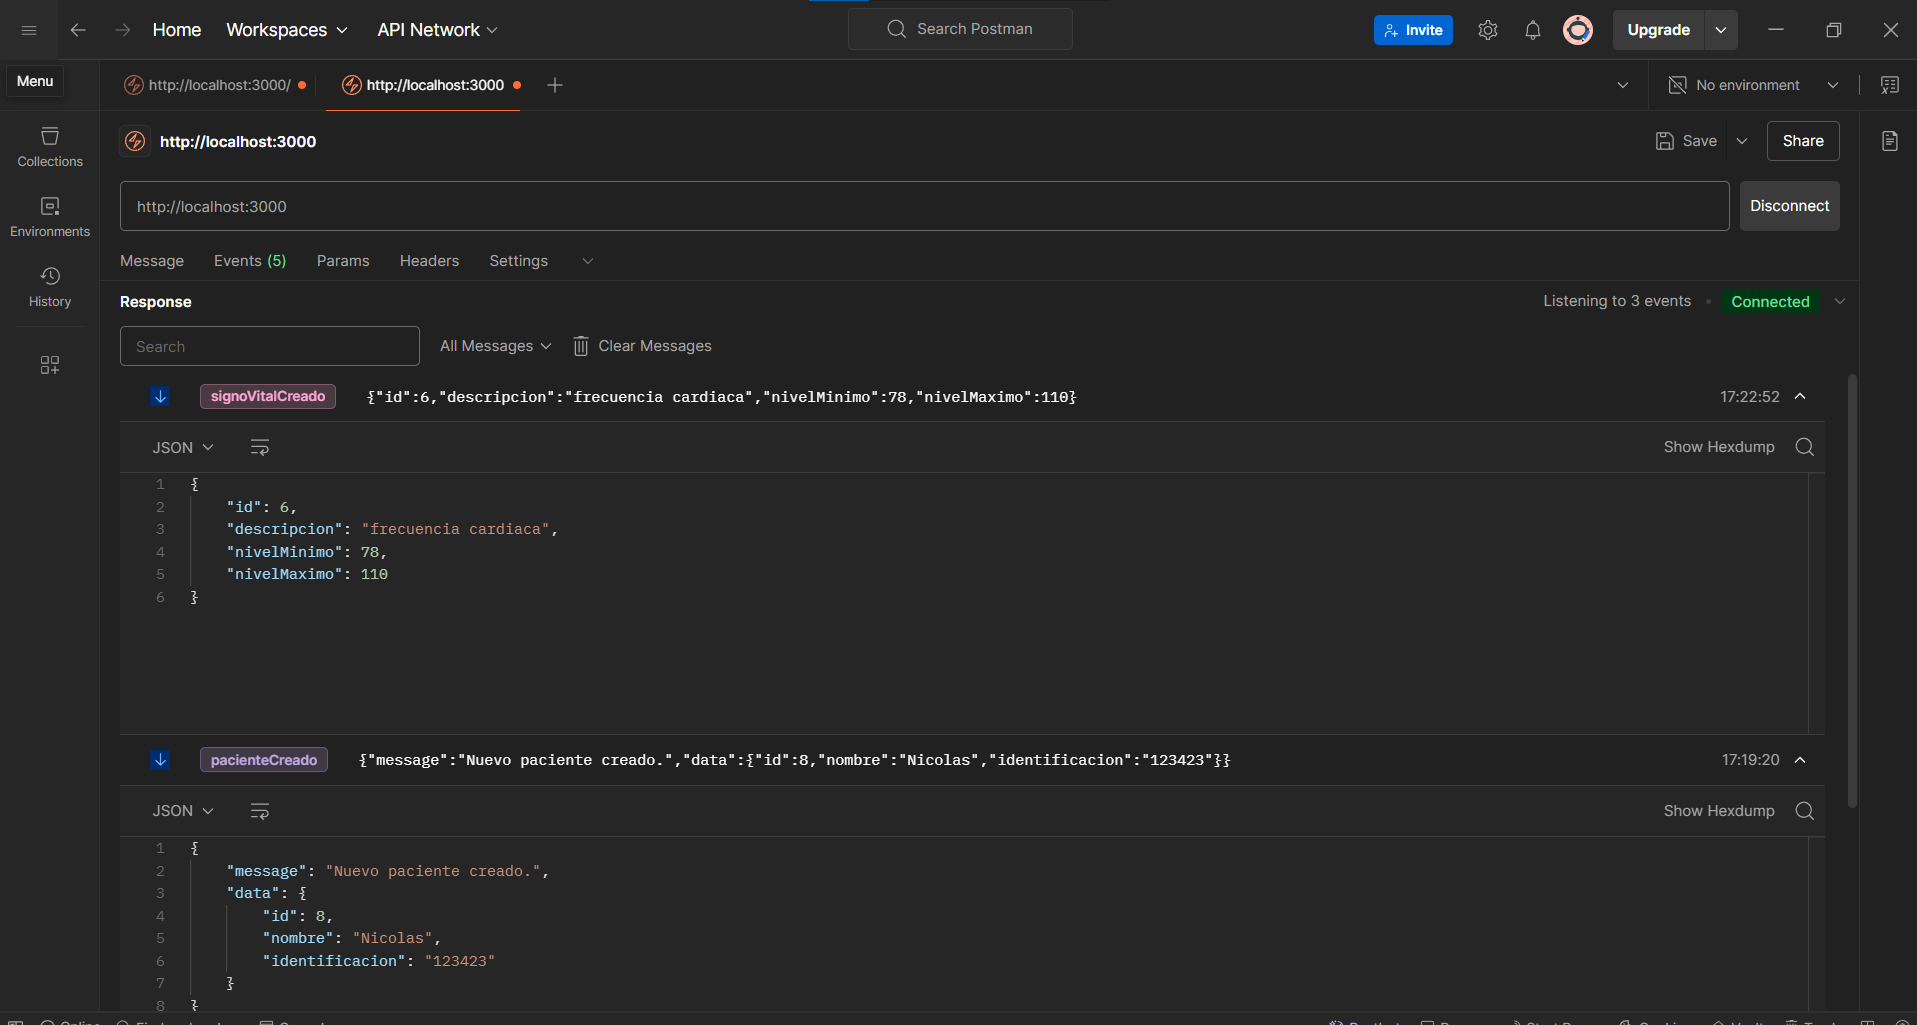 Home Workspaces API Network Search Postman Invite Upgrade
Menu http://localhost:3000/ http://localhost:3000 No environment
http://localhost:3000 Save Share
Collections
http://localhost:3000 Disconnect
Environments
Message Events (5) Params Headers Settings
History
Response Listening to 3 events Connected
Search All Messages Clear Messages
signoVitalCreado {"id":6,"descripcion":"frecuencia cardiaca","nivelMinimo":78,"nivelMaximo":110} 17:22:52
JSON Show Hexdump
1 {
2 "id": 6,
3 "descripcion": "frecuencia cardiaca",
4 "nivelMinimo": 78,
5 "nivelMaximo": 110
6 }
pacienteCreado {"message":"Nuevo paciente creado.","data":{"id":8,"nombre":"Nicolas","identificacion":"123423"}} 17:19:20
JSON Show Hexdump
1 {
2 "message": "Nuevo paciente creado.",
3 "data": {
4 "id": 8,
5 "nombre": "Nicolas",
6 "identificacion": "123423"
7 }
8 }